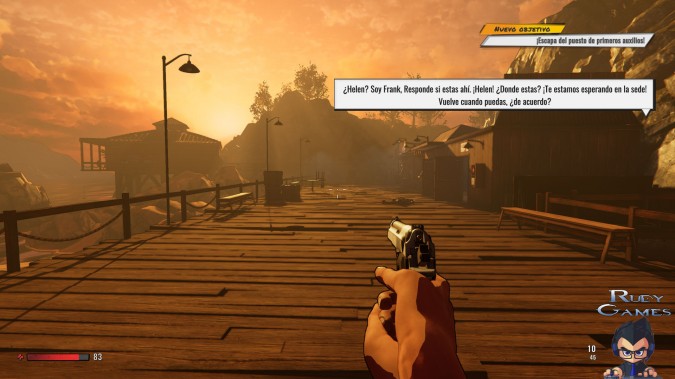 Nuevo objetivo
¡Escapa del puesto de primeros auxilios!
¿Helen? Soy Frank, Responde si estas ahí. ¡Helen! ¿Donde estas? ¡Te estamos esperando en la sede!
Vuelve cuando puedas, ¿de acuerdo?
Ruey
Games
83
10
46